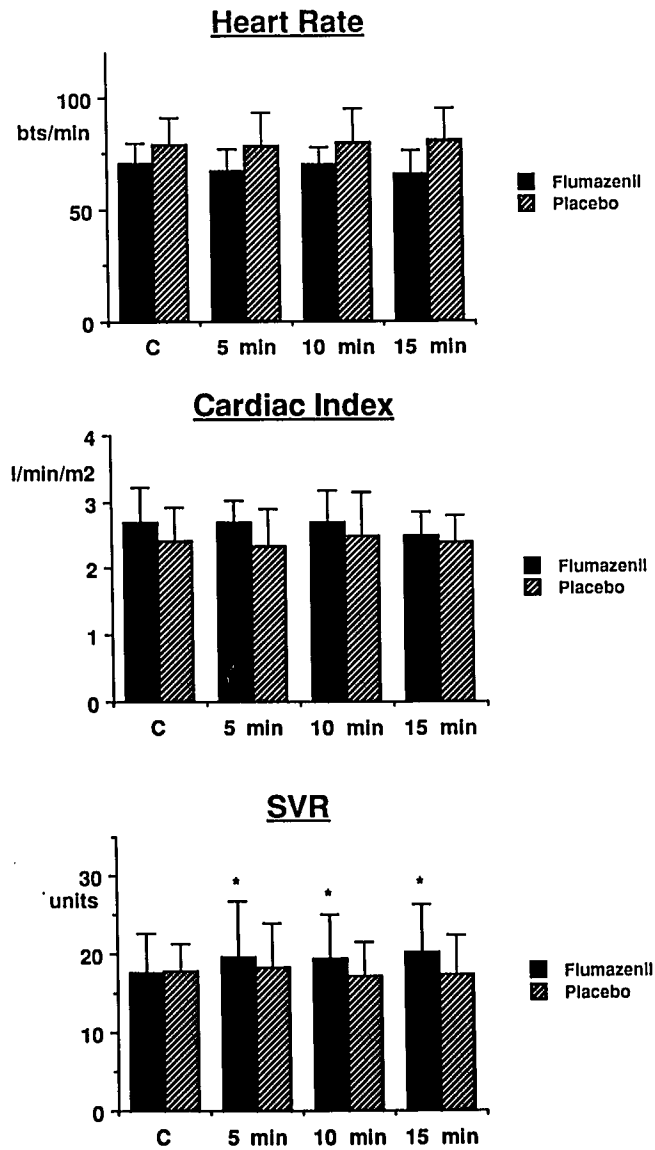 Heart Rate
100
bts/min
50
0
C 5 min 10 min 15 min
Flumazenil
Placebo
Cardiac Index
4
l/min/m2
3
2
1
0
C 5 min 10 min 15 min
Flumazenil
Placebo
SVR
30
units
20
10
0
* * *
C 5 min 10 min 15 min
Flumazenil
Placebo